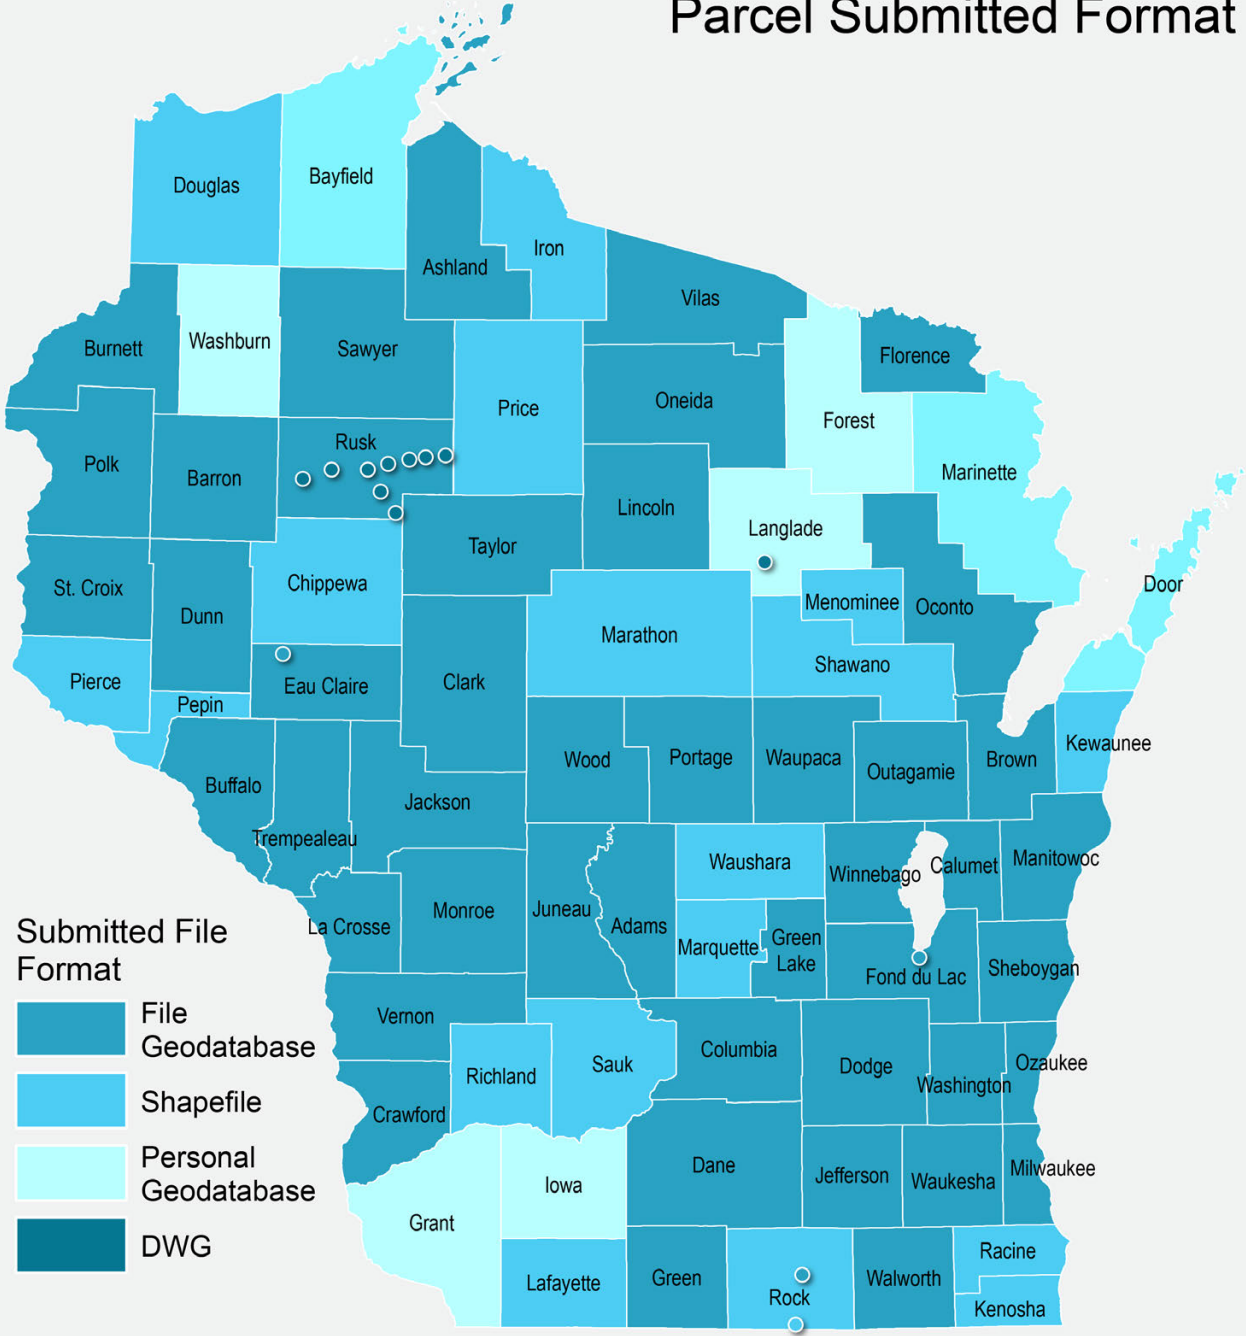 Parcel Submitted Format
Douglas
Bayfield
Iron
Ashland
Vilas
Washburn
Burnett
Sawyer
Florence
Price
Oneida
Forest
Rusk
Polk
Barron
Marinette
Lincoln
Langlade
Taylor
Chippewa
St. Croix
Door
Dunn
Menominee
Oconto
Marathon
Shawano
Pierce
Eau Claire
Clark
Pepin
Kewaunee
Wood
Portage
Waupaca
Outagamie
Brown
Buffalo
Jackson
Trempealeau
Waushara
Winnebago
Calumet
Manitowoc
La Crosse
Monroe
Juneau
Adams
Marquette
Green
Lake
Fond du Lac
Sheboygan
Vernon
Richland
Sauk
Columbia
Dodge
Washington
Ozaukee
Crawford
Dane
Jefferson
Waukesha
Milwaukee
Iowa
Grant
Lafayette
Green
Rock
Walworth
Racine
Kenosha
Submitted File
Format
File
Geodatabase
Shapefile
Personal
Geodatabase
DWG